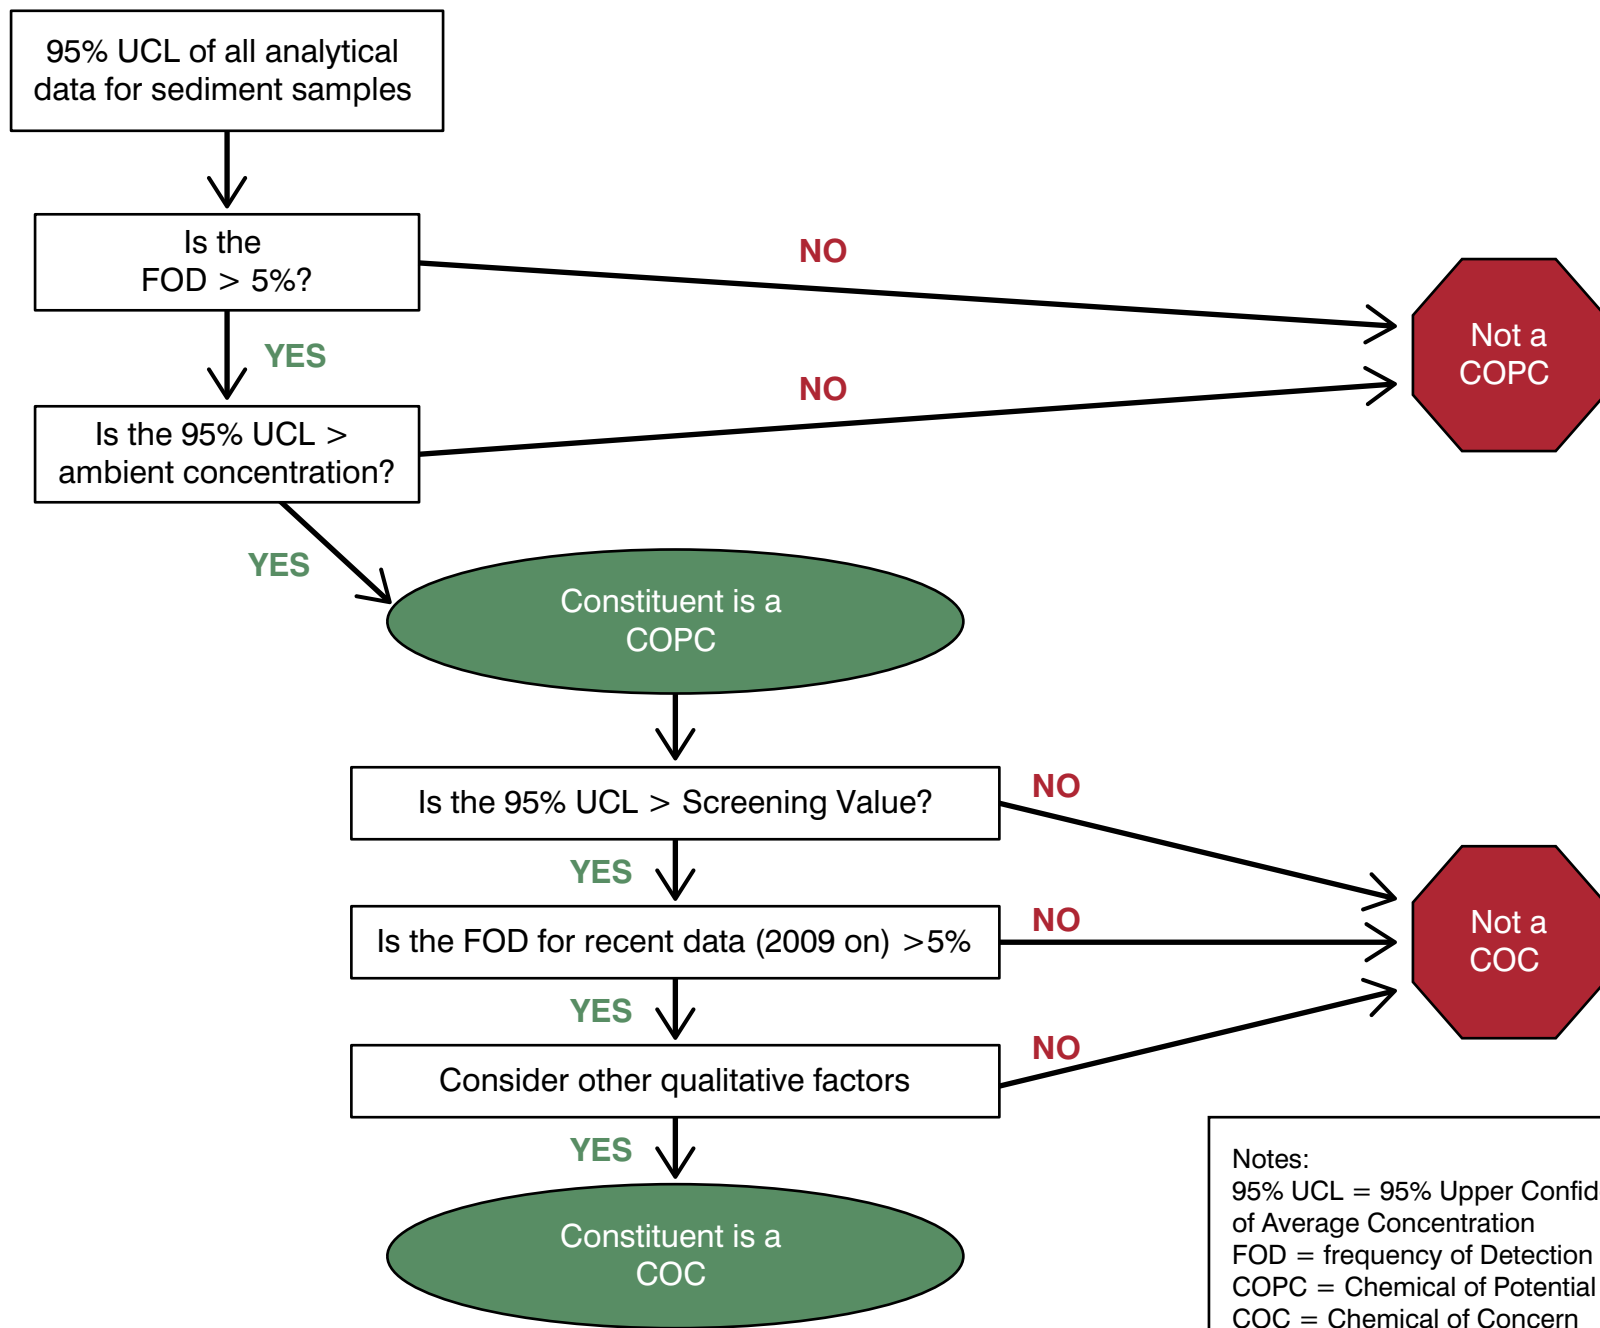 95% UCL of all analytical
data for sediment samples
Is the
FOD > 5%?
NO
YES
Not a
COPC
Is the 95% UCL >
ambient concentration?
NO
YES
Constituent is a
COPC
Is the 95% UCL > Screening Value?
NO
YES
Is the FOD for recent data (2009 on) >5%
NO
YES
Not a
COC
Consider other qualitative factors
NO
YES
Constituent is a
COC
Notes:
95% UCL = 95% Upper Confid
of Average Concentration
FOD = frequency of Detection
COPC = Chemical of Potential
COC = Chemical of Concern